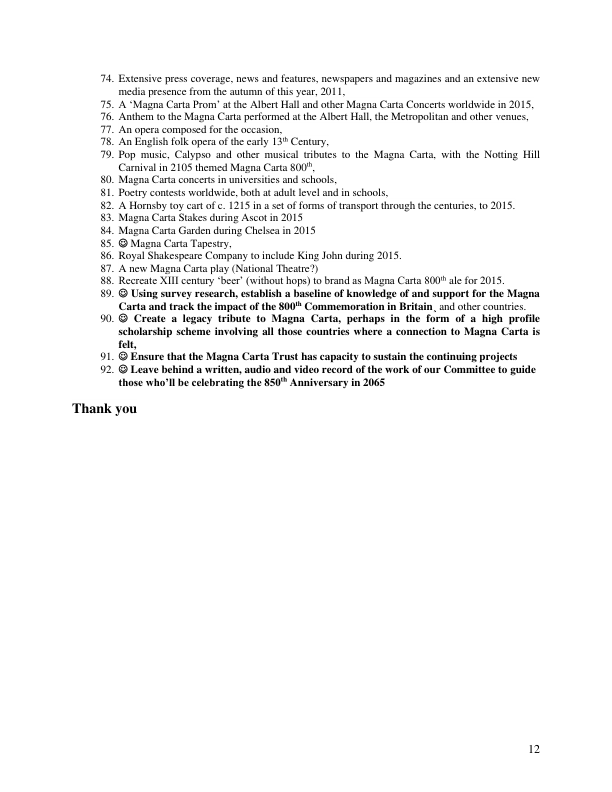 74. Extensive press coverage, news and features, newspapers and magazines and an extensive new
media presence from the autumn of this year, 2011,
75. A ‘Magna Carta Prom’ at the Albert Hall and other Magna Carta Concerts worldwide in 2015,
76. Anthem to the Magna Carta performed at the Albert Hall, the Metropolitan and other venues,
77. An opera composed for the occasion,
78. An English folk opera of the early 13th Century,
79. Pop music, Calypso and other musical tributes to the Magna Carta, with the Notting Hill
Carnival in 2105 themed Magna Carta 800th,
80. Magna Carta concerts in universities and schools,
81. Poetry contests worldwide, both at adult level and in schools,
82. A Hornsby toy cart of c. 1215 in a set of forms of transport through the centuries, to 2015.
83. Magna Carta Stakes during Ascot in 2015
84. Magna Carta Garden during Chelsea in 2015
85. ☺ Magna Carta Tapestry,
86. Royal Shakespeare Company to include King John during 2015.
87. A new Magna Carta play (National Theatre?)
88. Recreate XIII century ‘beer’ (without hops) to brand as Magna Carta 800th ale for 2015.
89. ☺ Using survey research, establish a baseline of knowledge of and support for the Magna
Carta and track the impact of the 800th Commemoration in Britain, and other countries.
90. ☺ Create a legacy tribute to Magna Carta, perhaps in the form of a high profile
scholarship scheme involving all those countries where a connection to Magna Carta is
felt,
91. ☺ Ensure that the Magna Carta Trust has capacity to sustain the continuing projects
92. ☺ Leave behind a written, audio and video record of the work of our Committee to guide
those who’ll be celebrating the 850th Anniversary in 2065
Thank you
12